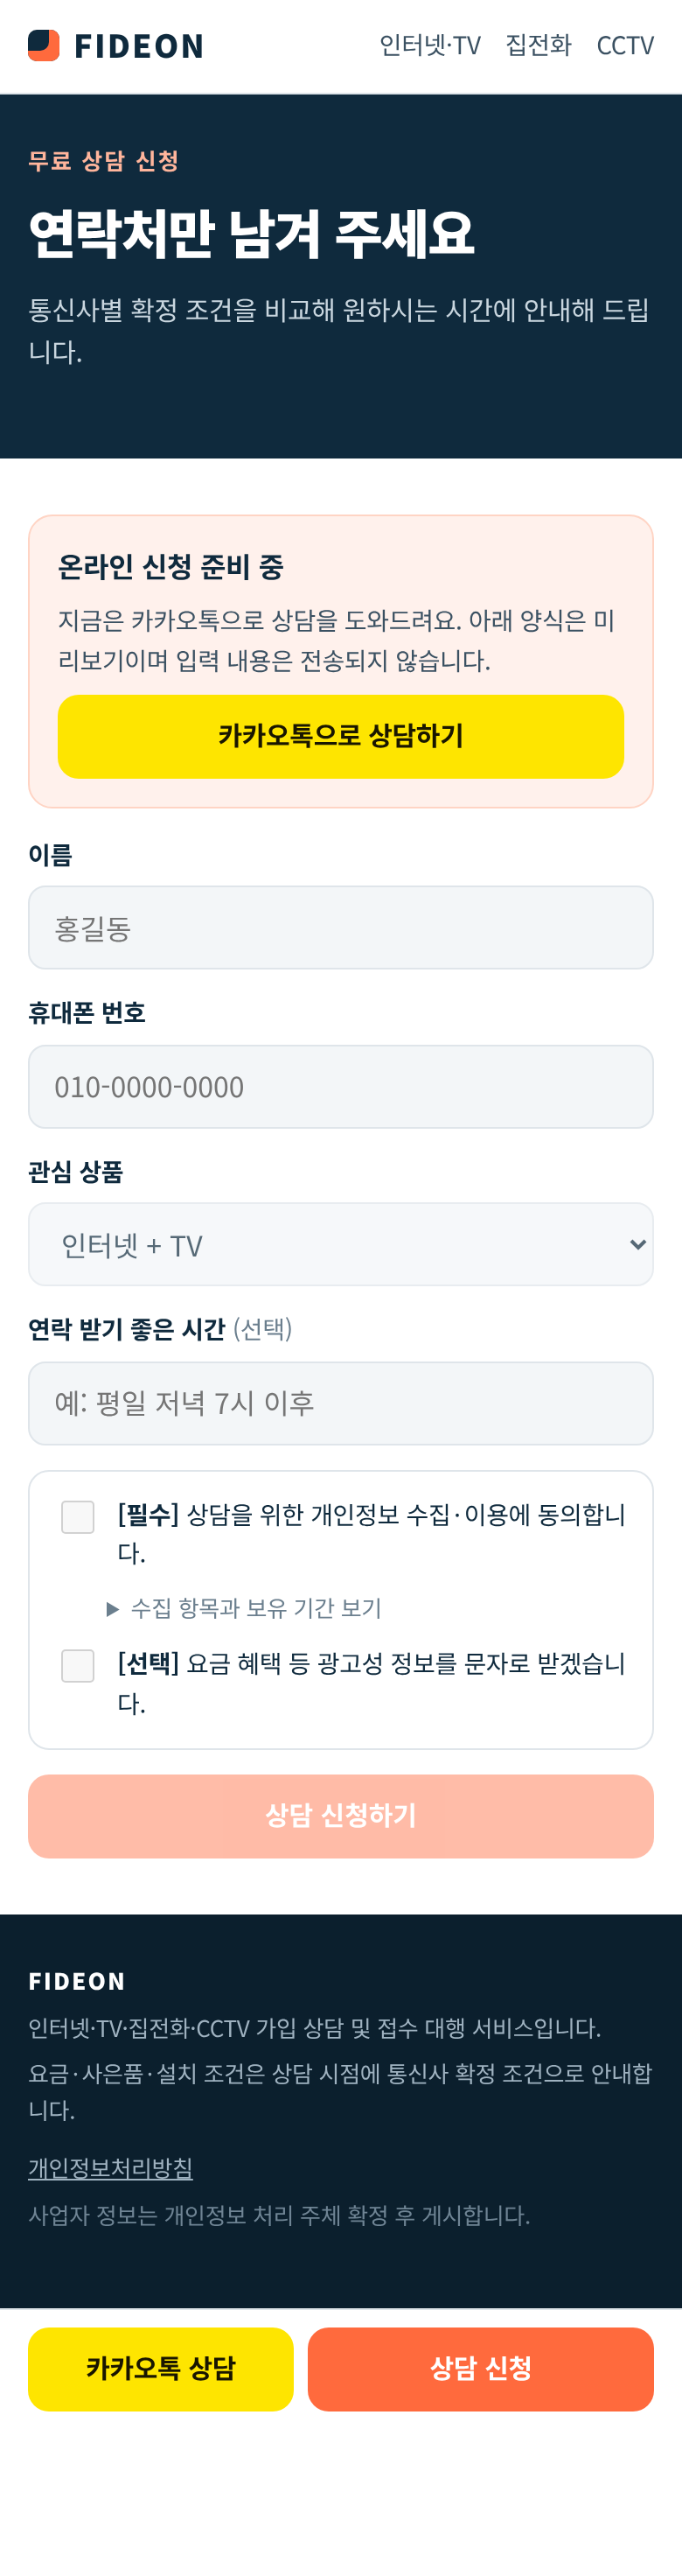 FIDEON
인터넷·TV 집전화 CCTV
무료 상담 신청
연락처만 남겨 주세요
통신사별 확정 조건을 비교해 원하시는 시간에 안내해 드립
니다.
온라인 신청 준비 중
지금은 카카오톡으로 상담을 도와드려요. 아래 양식은 미
리보기이며 입력 내용은 전송되지 않습니다.
카카오톡으로 상담하기
이름
홍길동
휴대폰 번호
010-0000-0000
관심 상품
인터넷 + TV
연락 받기 좋은 시간 (선택)
예: 평일 저녁 7시 이후
[필수] 상담을 위한 개인정보 수집·이용에 동의합니
다.
▶ 수집 항목과 보유 기간 보기
[선택] 요금 혜택 등 광고성 정보를 문자로 받겠습니
다.
상담 신청하기
FIDEON
인터넷·TV·집전화·CCTV 가입 상담 및 접수 대행 서비스입니다.
요금·사은품·설치 조건은 상담 시점에 통신사 확정 조건으로 안내합
니다.
개인정보처리방침
사업자 정보는 개인정보 처리 주체 확정 후 게시합니다.
카카오톡 상담
상담 신청